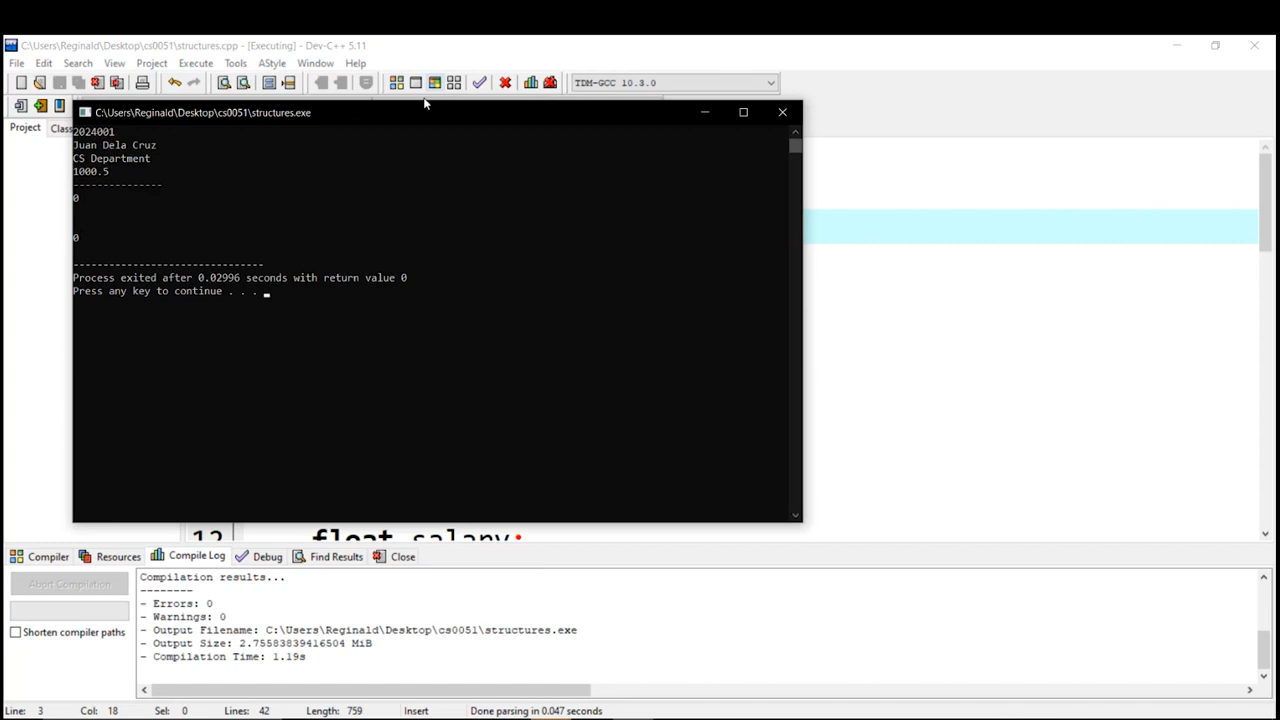 C:\Users\Reginald\Desktop\cs0051\structures.cpp - [Executing] - Dev-C++ 5.11
File Edit Search View Project Execute Tools AStyle Window Help
TDM-GCC 10.3.0
Project Clas
C:\Users\Reginald\Desktop\cs0051\structures.exe
2024001
Juan Dela Cruz
CS Department
1000.5
---------------
0
0
--------------------------------
Process exited after 0.02996 seconds with return value 0
Press any key to continue . . .
12 float salary;
Compiler Resources Compile Log Debug Find Results Close
Abort Compilation
Shorten compiler paths
Compilation results...
--------
- Errors: 0
- Warnings: 0
- Output Filename: C:\Users\Reginald\Desktop\cs0051\structures.exe
- Output Size: 2.75583839416504 MiB
- Compilation Time: 1.19s
Line: 3 Col: 18 Sel: 0 Lines: 42 Length: 759 Insert Done parsing in 0.047 seconds